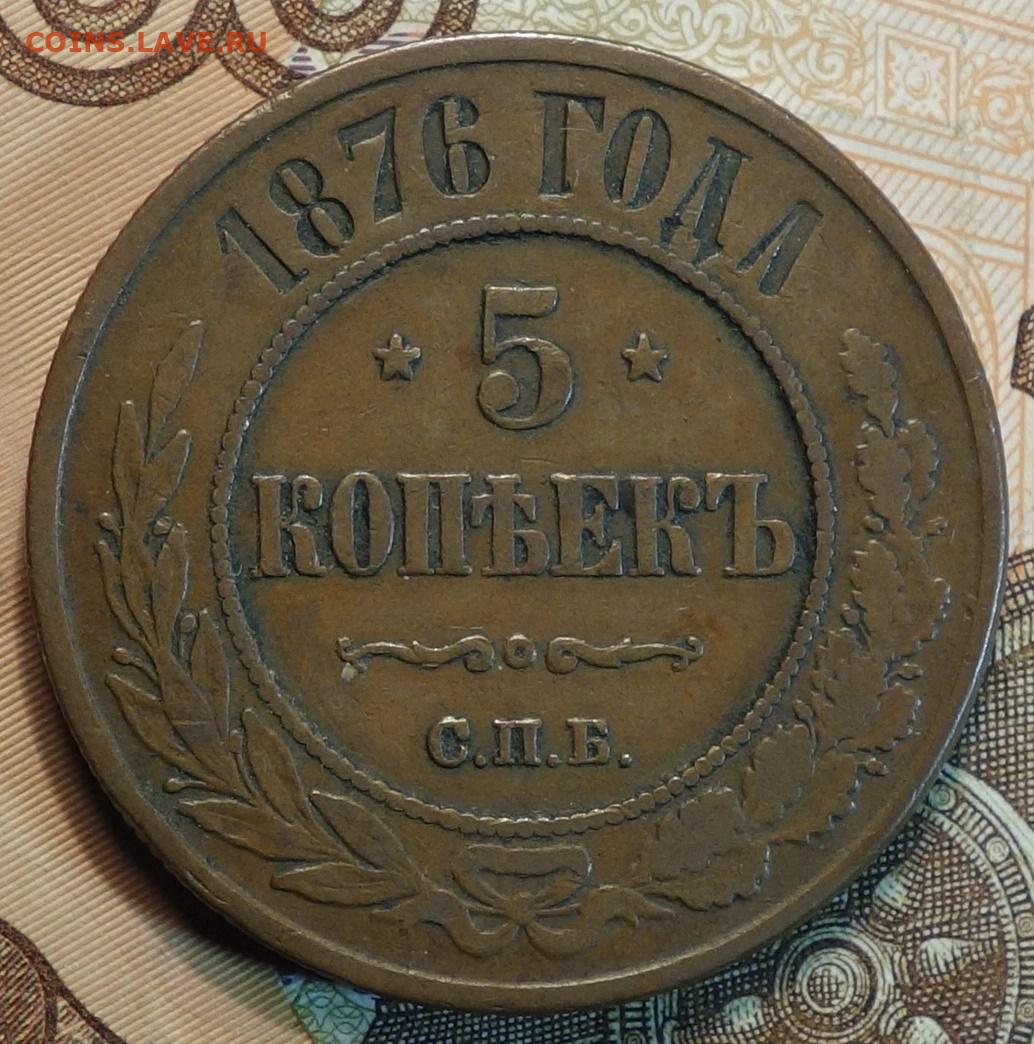 COINS.LAVE.RU
1876 ГОДА
5
КОПѢЕКЪ
С.П.Б.